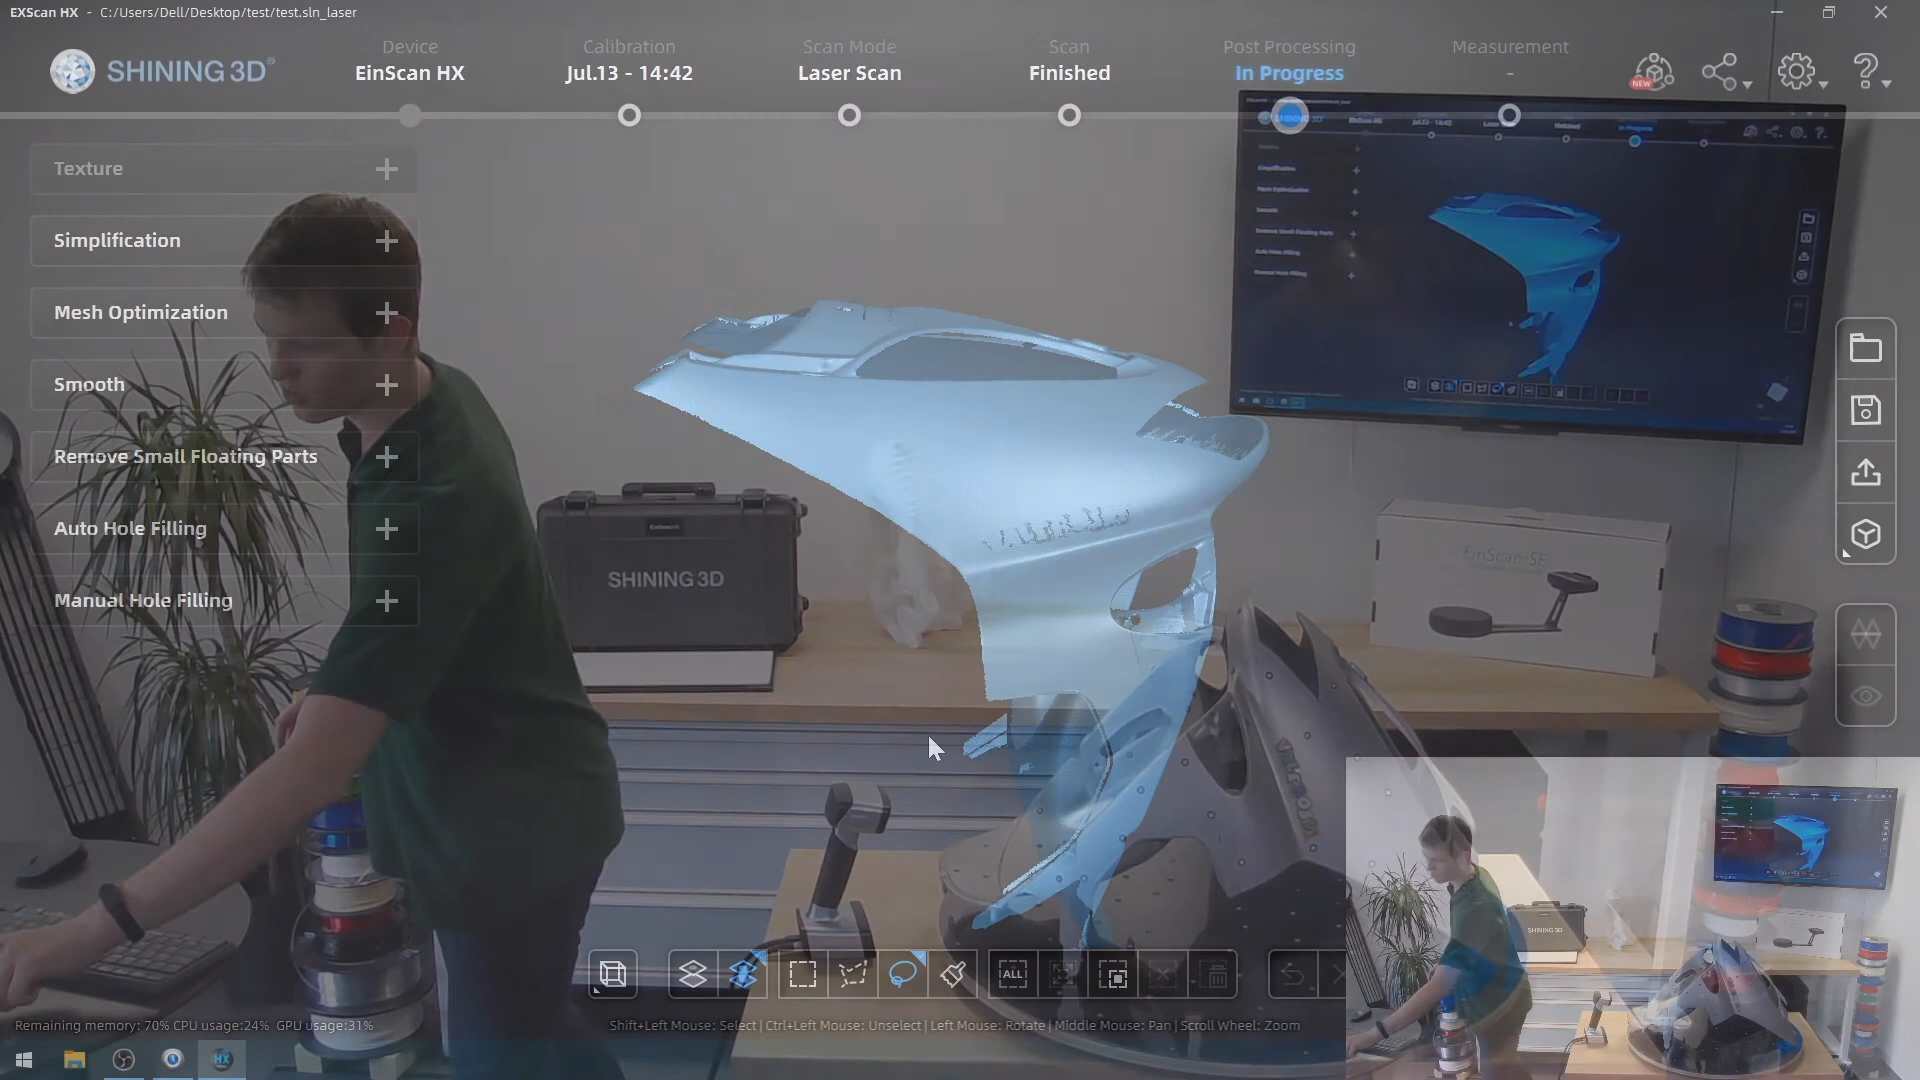 EXScan HX - C:/Users/Dell/Desktop/test/test.sln_laser
SHINING 3D®
Device
EinScan HX
Calibration
Jul.13 - 14:42
Scan Mode
Laser Scan
Scan
Finished
Post Processing
In Progress
Measurement
-
NEW
Texture
Simplification
Mesh Optimization
Smooth
Remove Small Floating Parts
Auto Hole Filling
Manual Hole Filling
SHINING 3D
EinScan-SE
ALL
SHINING 3D
Remaining memory: 70% CPU usage:24% GPU usage:31%
Shift+Left Mouse: Select | Ctrl+Left Mouse: Unselect | Left Mouse: Rotate | Middle Mouse: Pan | Scroll Wheel: Zoom
HX